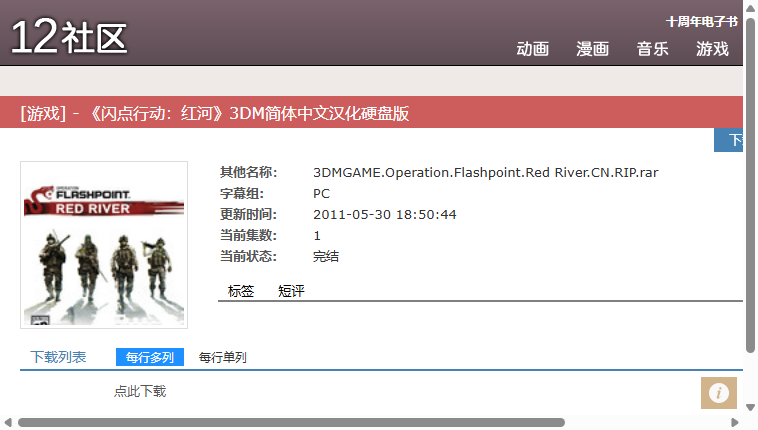 12社区
十周年电子书
动画 漫画 音乐 游戏
[游戏] - 《闪点行动：红河》3DM简体中文汉化硬盘版
其他名称： 3DMGAME.Operation.Flashpoint.Red River.CN.RIP.rar
字幕组： PC
更新时间： 2011-05-30 18:50:44
当前集数： 1
当前状态： 完结
OPERATION
FLASHPOINT.
RED RIVER
标签 短评
下载列表 每行多列 每行单列
点此下载